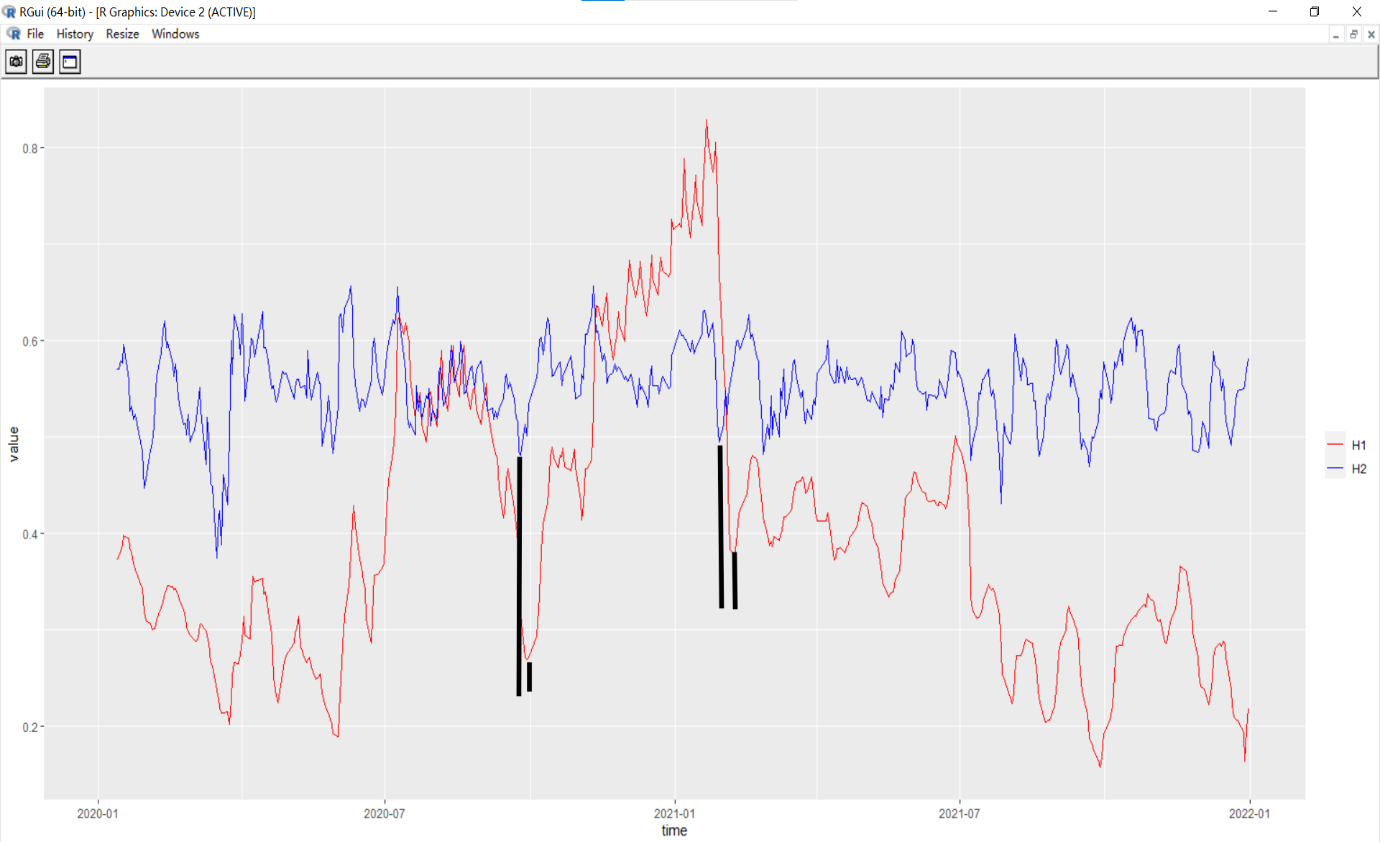 RGui (64-bit) - [R Graphics: Device 2 (ACTIVE)]
File History Resize Windows
0.8
0.6
0.4
0.2
value
2020-01 2020-07 2021-01 2021-07 2022-01
time
H1
H2